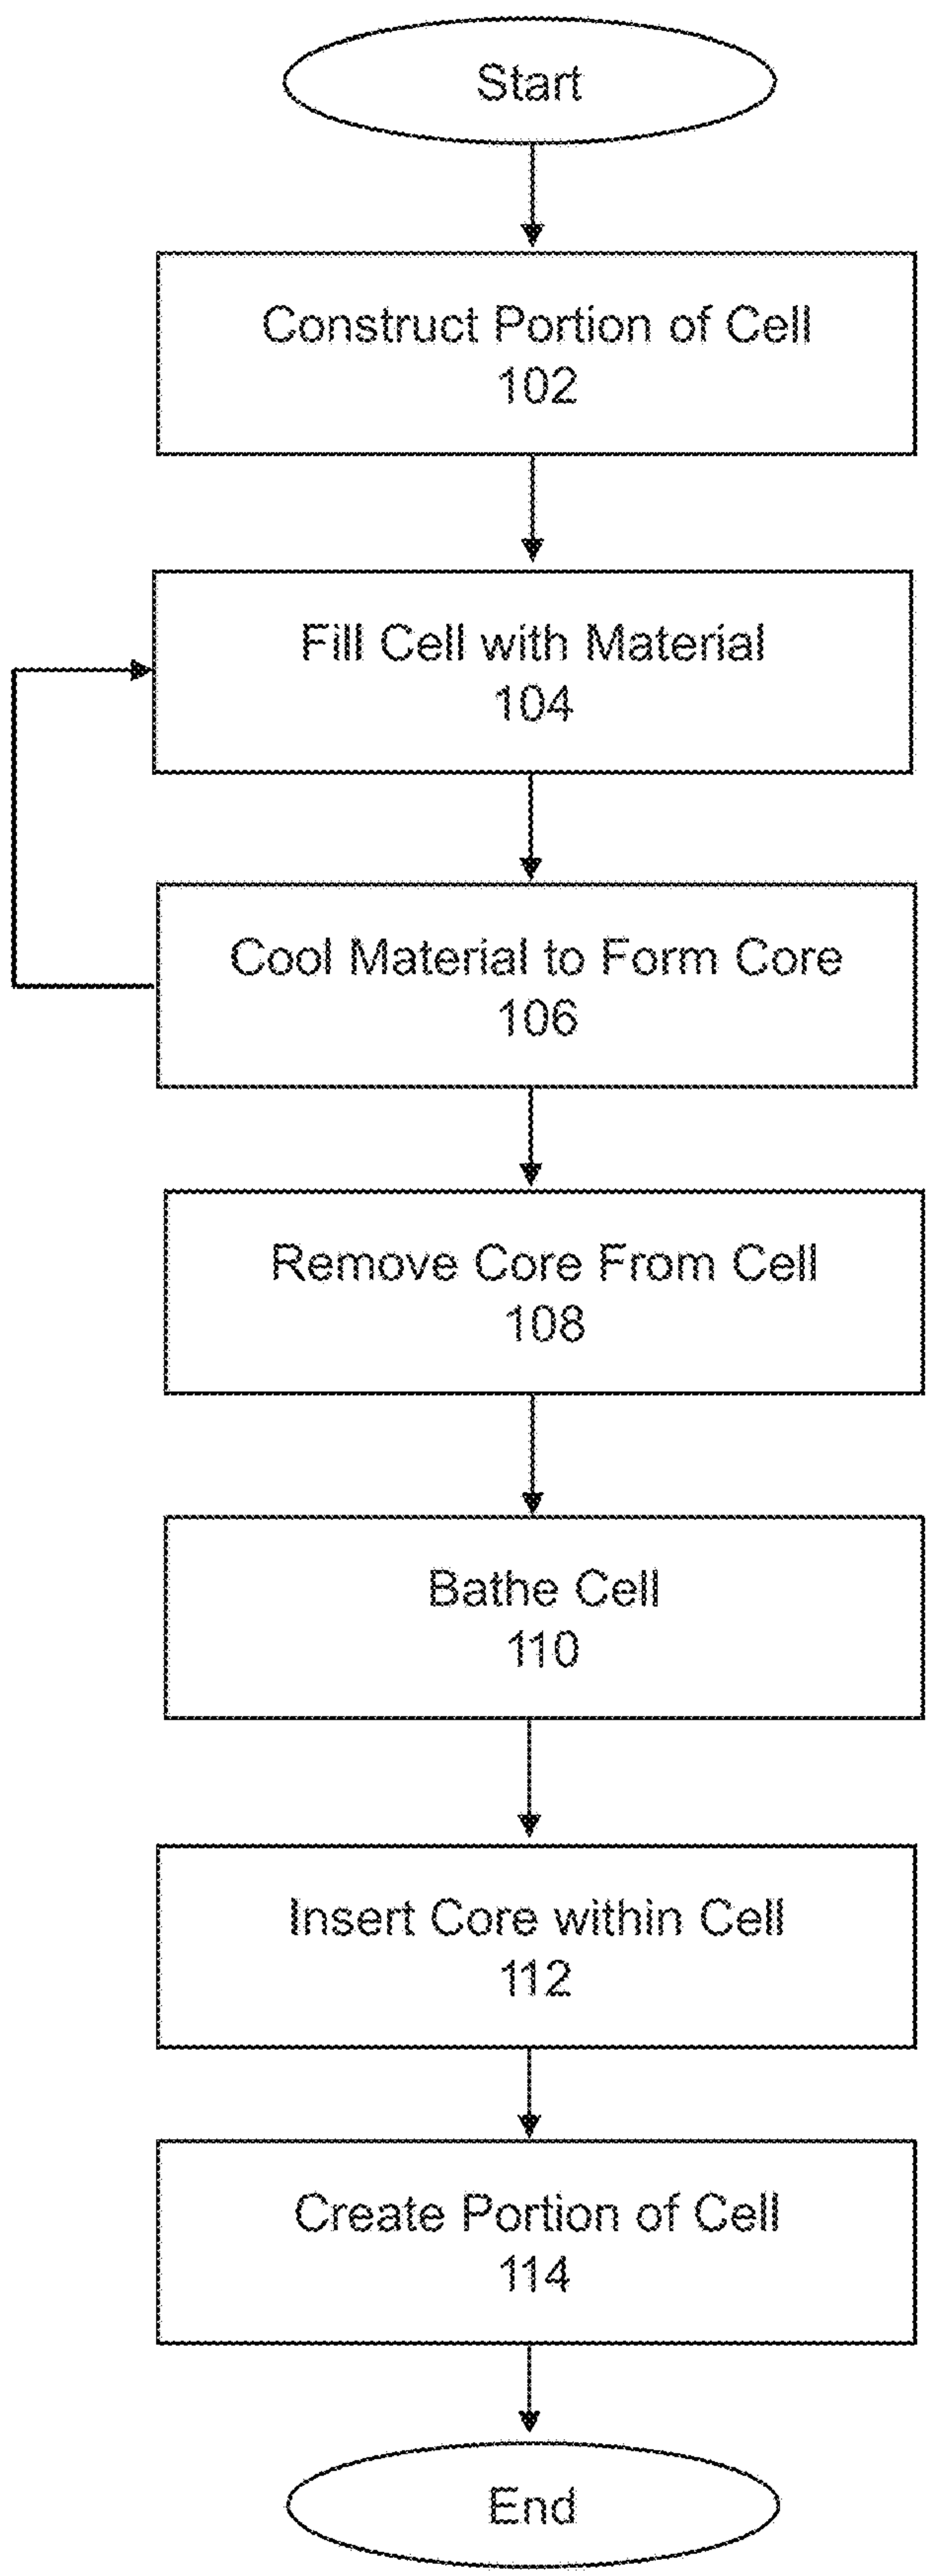 Start
Construct Portion of Cell
102
Fill Cell with Material
104
Cool Material to Form Core
106
Remove Core From Cell
108
Bathe Cell
110
Insert Core within Cell
112
Create Portion of Cell
114
End